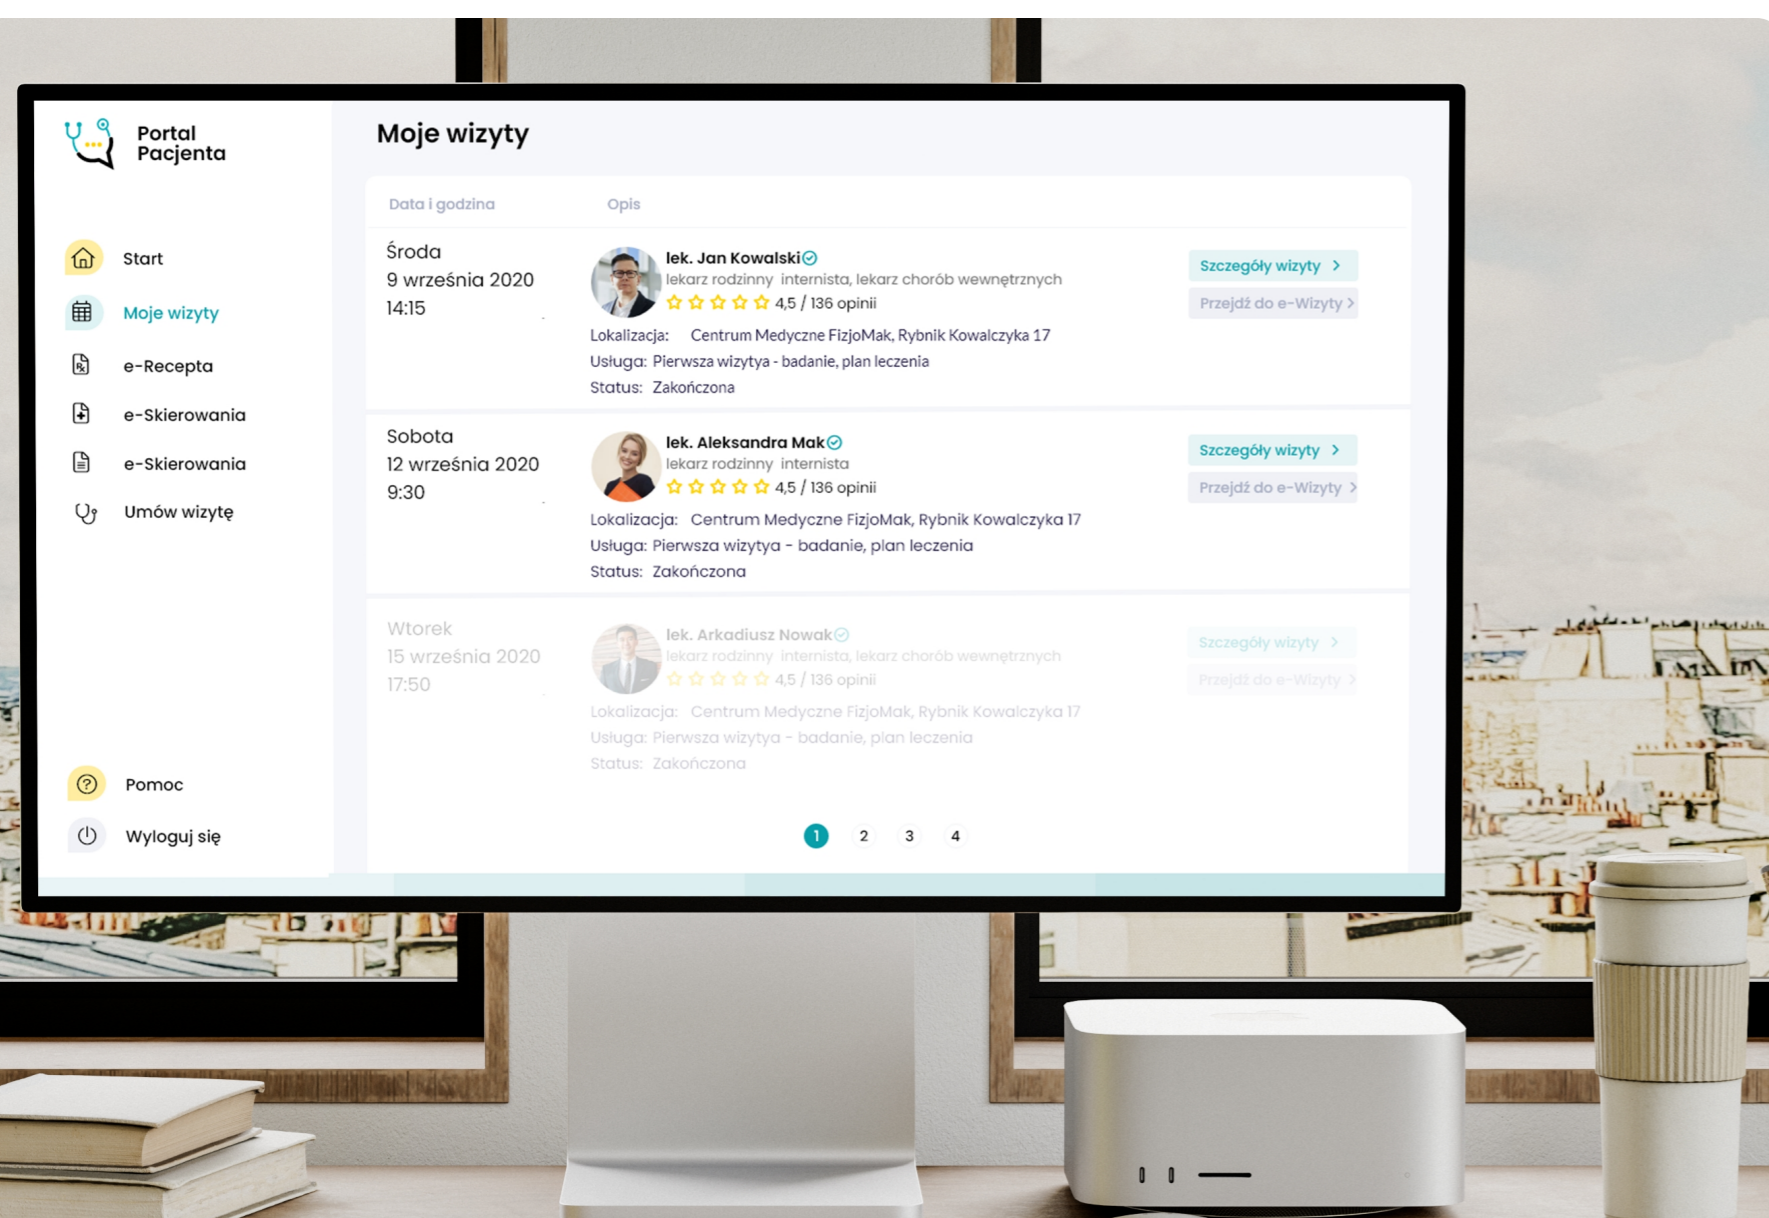 Portal
Pacjenta
Start
Moje wizyty
e-Recepta
e-Skierowania
e-Skierowania
Umów wizytę
Pomoc
Wyloguj się
Moje wizyty
Data i godzina Opis
Środa
9 września 2020
14:15
lek. Jan Kowalski
lekarz rodzinny internista, lekarz chorób wewnętrznych
4,5 / 136 opinii
Lokalizacja: Centrum Medyczne FizjoMak, Rybnik Kowalczyka 17
Usługa: Pierwsza wizytya - badanie, plan leczenia
Status: Zakończona
Szczegóły wizyty >
Przejdź do e-Wizyty >
Sobota
12 września 2020
9:30
lek. Aleksandra Mak
lekarz rodzinny internista
4,5 / 136 opinii
Lokalizacja: Centrum Medyczne FizjoMak, Rybnik Kowalczyka 17
Usługa: Pierwsza wizytya - badanie, plan leczenia
Status: Zakończona
Szczegóły wizyty >
Przejdź do e-Wizyty >
Wtorek
15 września 2020
17:50
lek. Arkadiusz Nowak
lekarz rodzinny internista, lekarz chorób wewnętrznych
4,5 / 136 opinii
Lokalizacja: Centrum Medyczne FizjoMak, Rybnik Kowalczyka 17
Usługa: Pierwsza wizytya - badanie, plan leczenia
Status: Zakończona
Szczegóły wizyty >
Przejdź do e-Wizyty >
1 2 3 4